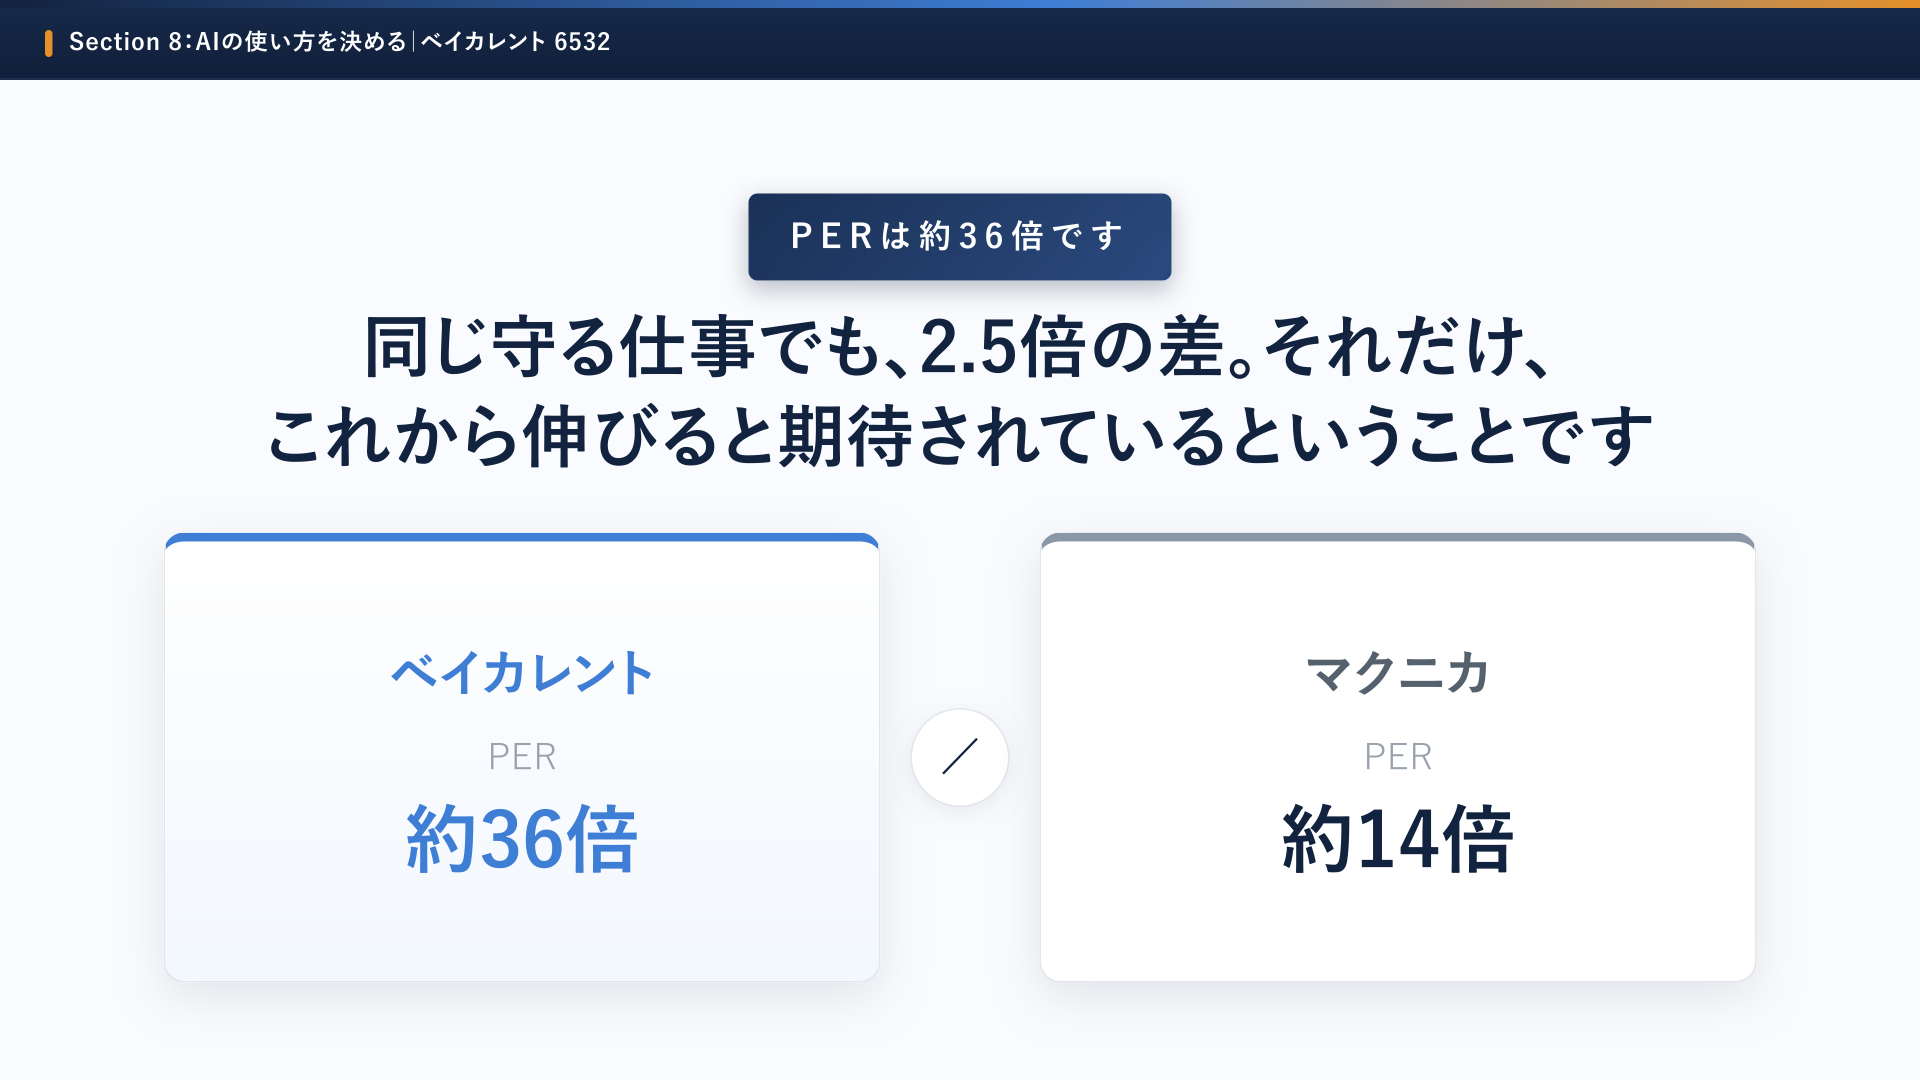 Section 8：AIの使い方を決める｜ベイカレント 6532
PERは約36倍です
同じ守る仕事でも、2.5倍の差。それだけ、
これから伸びると期待されているということです
ベイカレント
PER
約36倍
／
マクニカ
PER
約14倍